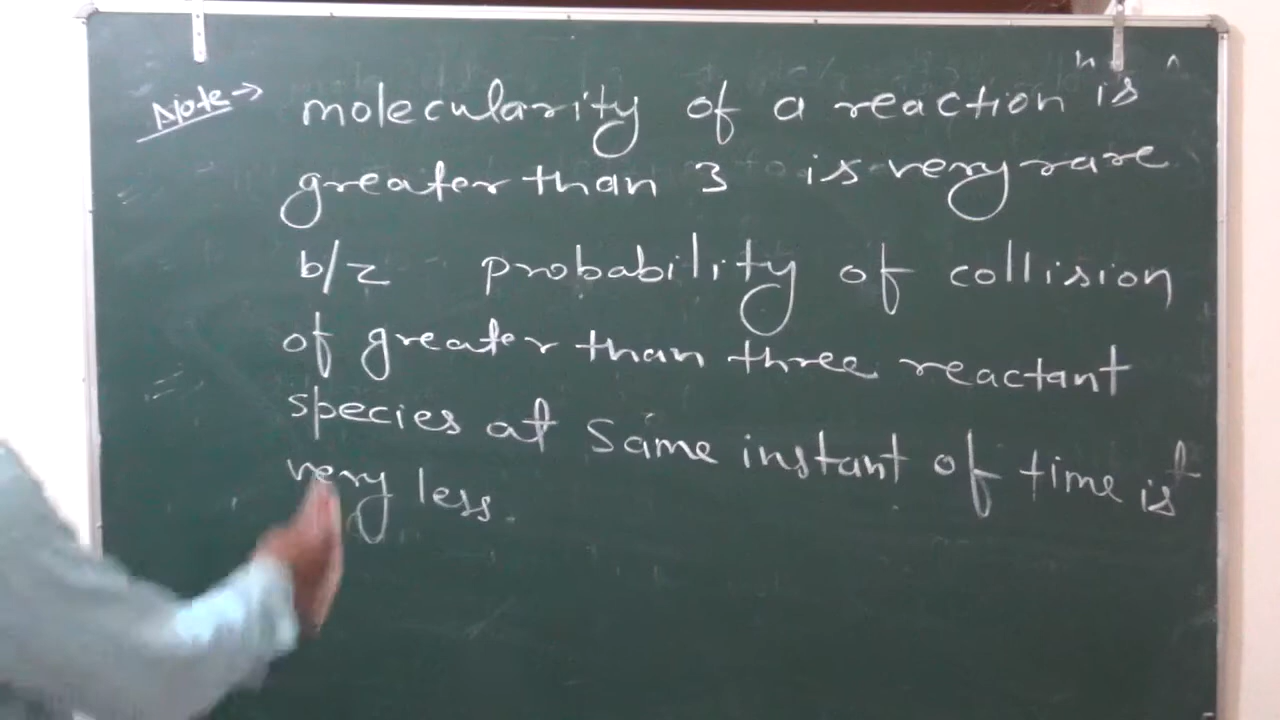 Note → molecularity of a reaction is
greater than 3 is very rare
b/z probability of collision
of greater than three reactant
species at same instant of time is
very less.